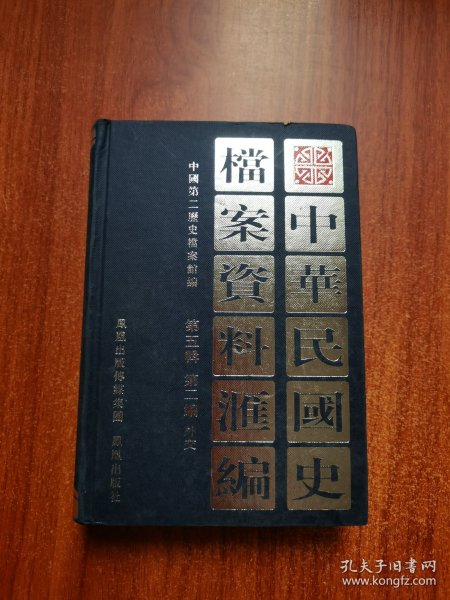 中華民國史
檔案資料滙編
中國第二歷史檔案館編
第五輯 第二編 外交
鳳凰出版傳媒集團 鳳凰出版社
孔夫子旧书网
www.kongfz.com